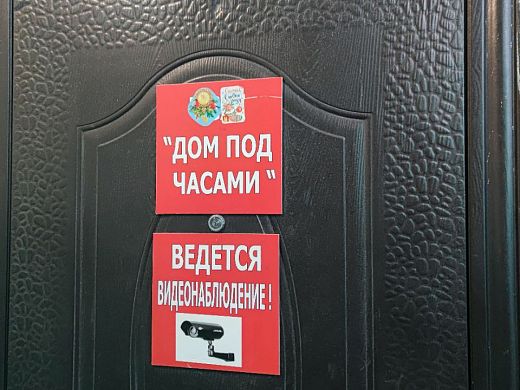 "ДОМ ПОД
ЧАСАМИ "
ВЕДЕТСЯ
ВИДЕОНАБЛЮДЕНИЕ !